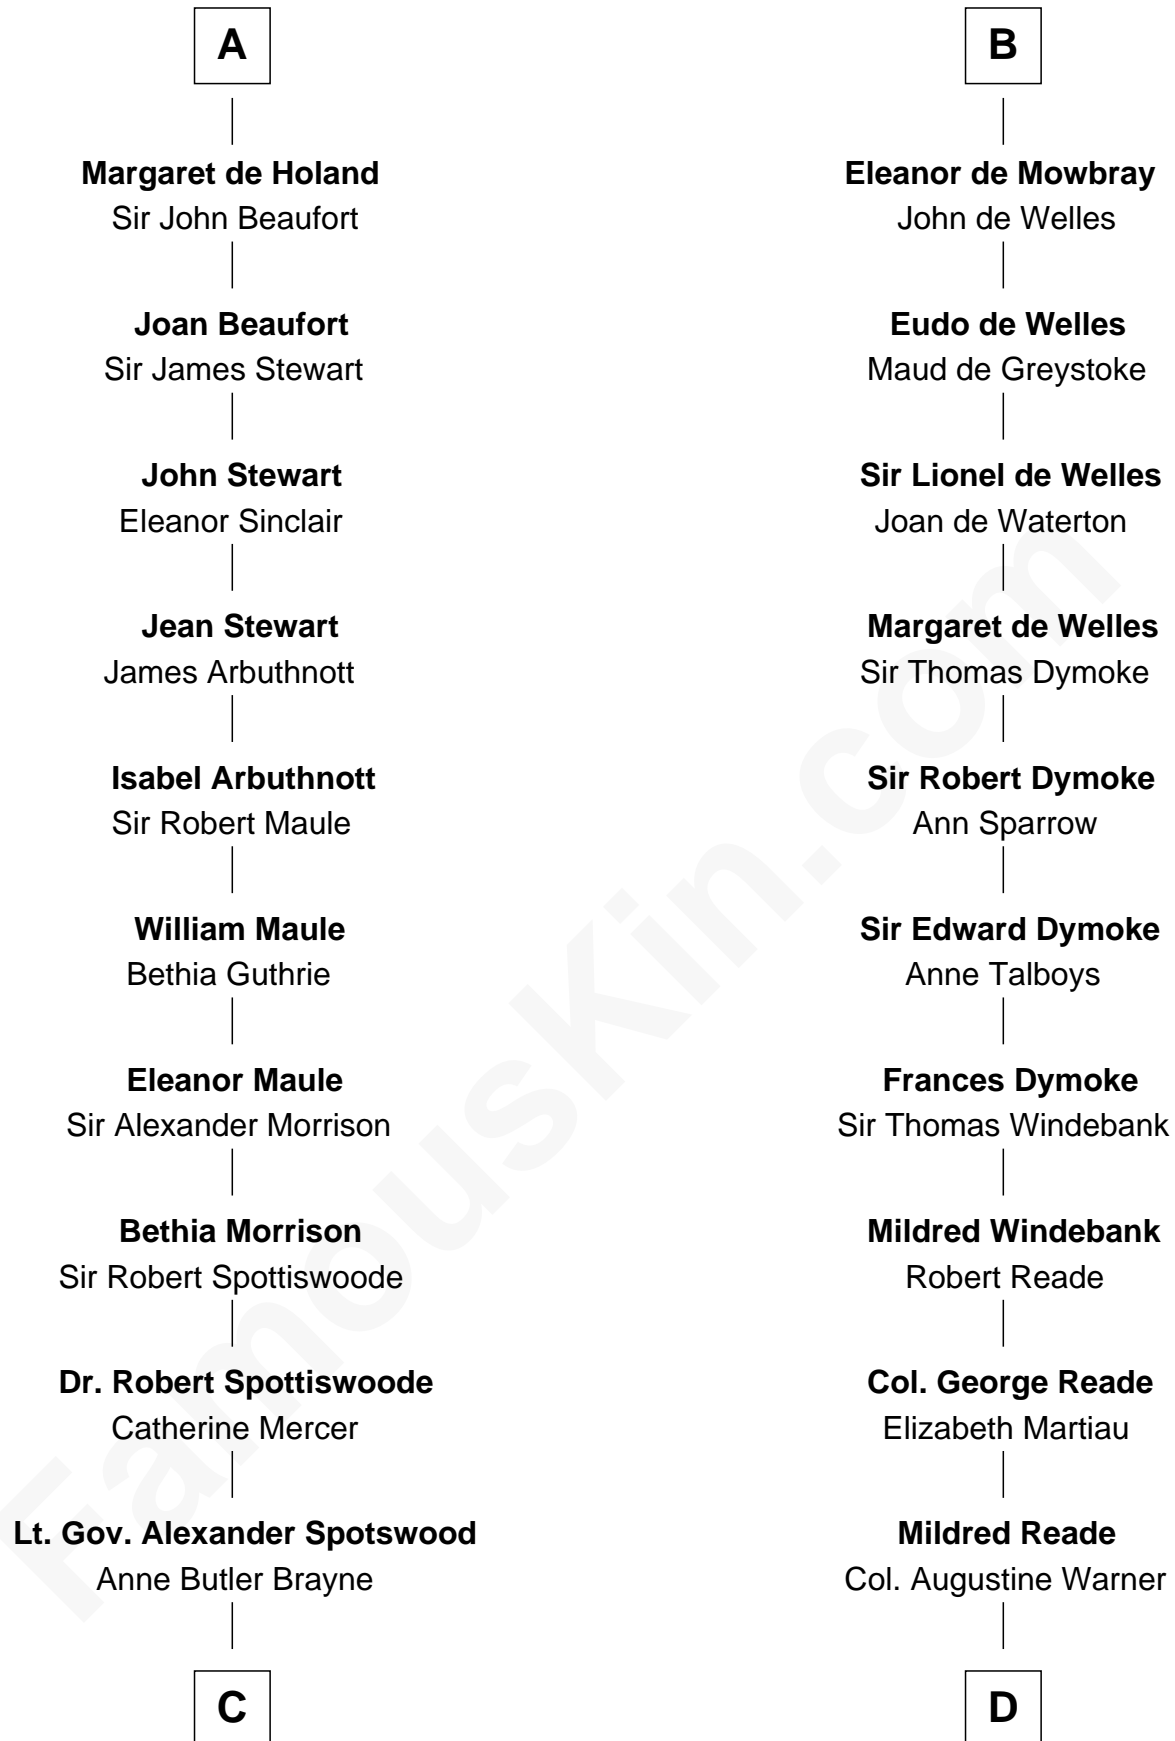 A
Margaret de Holand
Sir John Beaufort
Joan Beaufort
Sir James Stewart
John Stewart
Eleanor Sinclair
Jean Stewart
James Arbuthnott
Isabel Arbuthnott
Sir Robert Maule
William Maule
Bethia Guthrie
Eleanor Maule
Sir Alexander Morrison
Bethia Morrison
Sir Robert Spottiswoode
Dr. Robert Spottiswoode
Catherine Mercer
Lt. Gov. Alexander Spotswood
Anne Butler Brayne
C
B
Eleanor de Mowbray
John de Welles
Eudo de Welles
Maud de Greystoke
Sir Lionel de Welles
Joan de Waterton
Margaret de Welles
Sir Thomas Dymoke
Sir Robert Dymoke
Ann Sparrow
Sir Edward Dymoke
Anne Talboys
Frances Dymoke
Sir Thomas Windebank
Mildred Windebank
Robert Reade
Col. George Reade
Elizabeth Martiau
Mildred Reade
Col. Augustine Warner
D
FamousKin.com